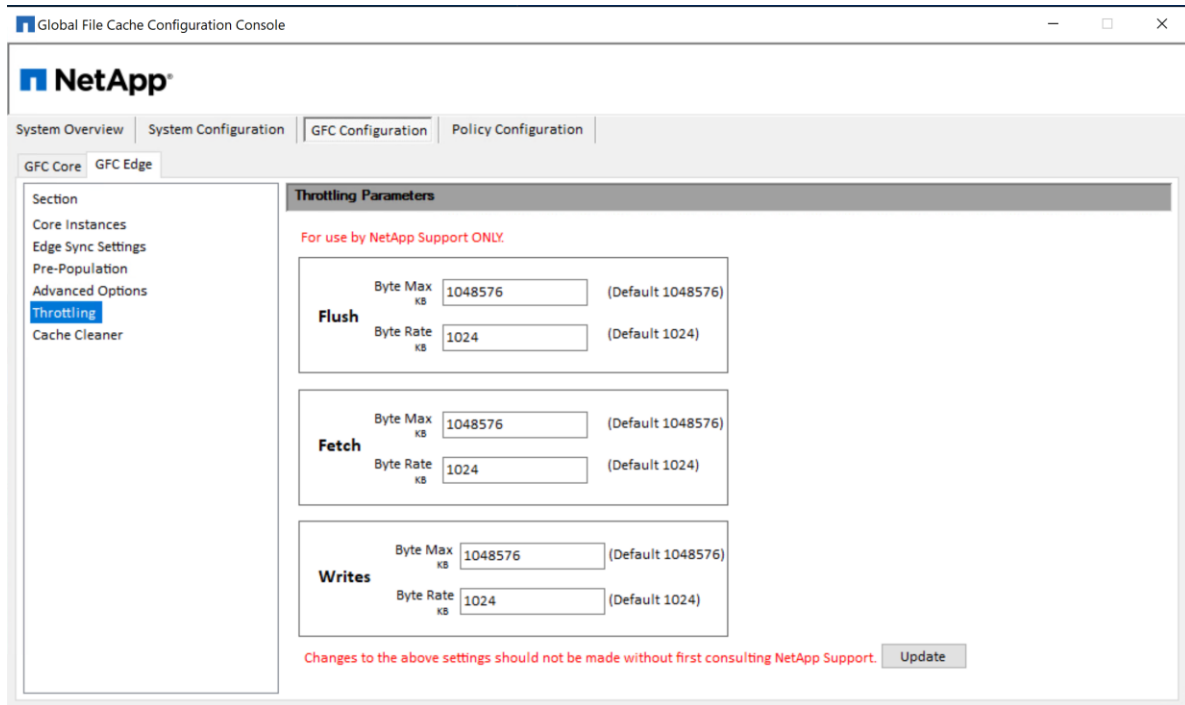 Global File Cache Configuration Console
NetApp®
System Overview System Configuration GFC Configuration Policy Configuration
GFC Core GFC Edge
Section
Core Instances
Edge Sync Settings
Pre-Population
Advanced Options
Throttling
Cache Cleaner
Throttling Parameters
For use by NetApp Support ONLY.
Flush
Byte Max KB 1048576 (Default 1048576)
Byte Rate KB 1024 (Default 1024)
Fetch
Byte Max KB 1048576 (Default 1048576)
Byte Rate KB 1024 (Default 1024)
Writes
Byte Max KB 1048576 (Default 1048576)
Byte Rate KB 1024 (Default 1024)
Changes to the above settings should not be made without first consulting NetApp Support. Update